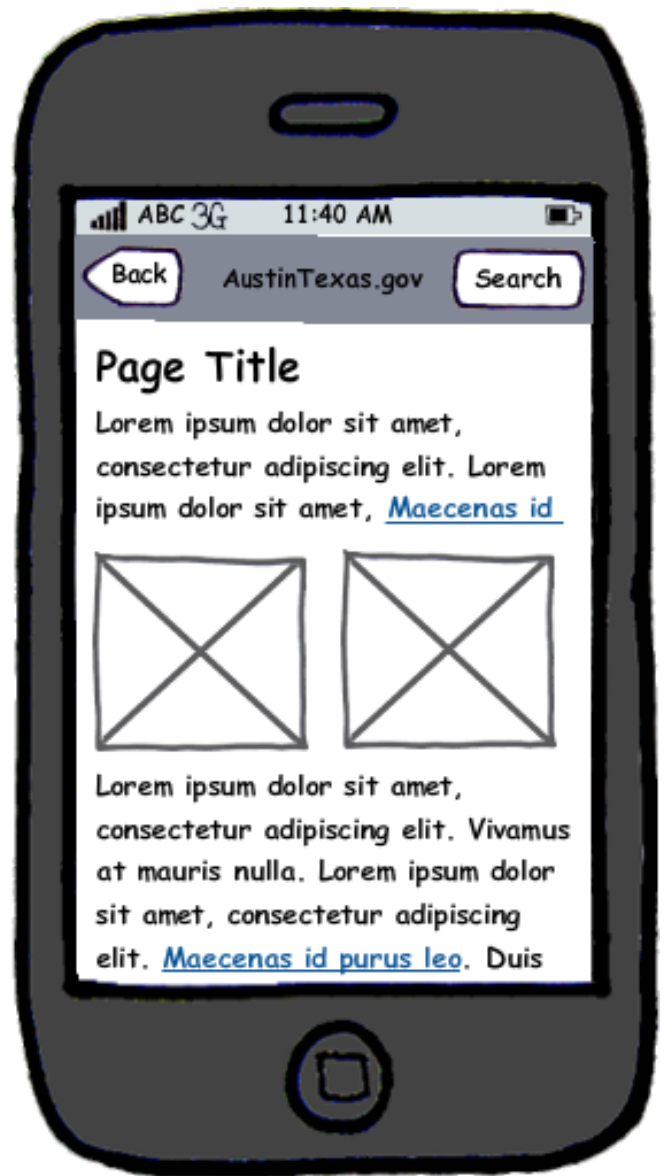 ABC 3G 11:40 AM
Back AustinTexas.gov Search
Page Title
Lorem ipsum dolor sit amet,
consectetur adipiscing elit. Lorem
ipsum dolor sit amet, Maecenas id
Lorem ipsum dolor sit amet,
consectetur adipiscing elit. Vivamus
at mauris nulla. Lorem ipsum dolor
sit amet, consectetur adipiscing
elit. Maecenas id purus leo. Duis